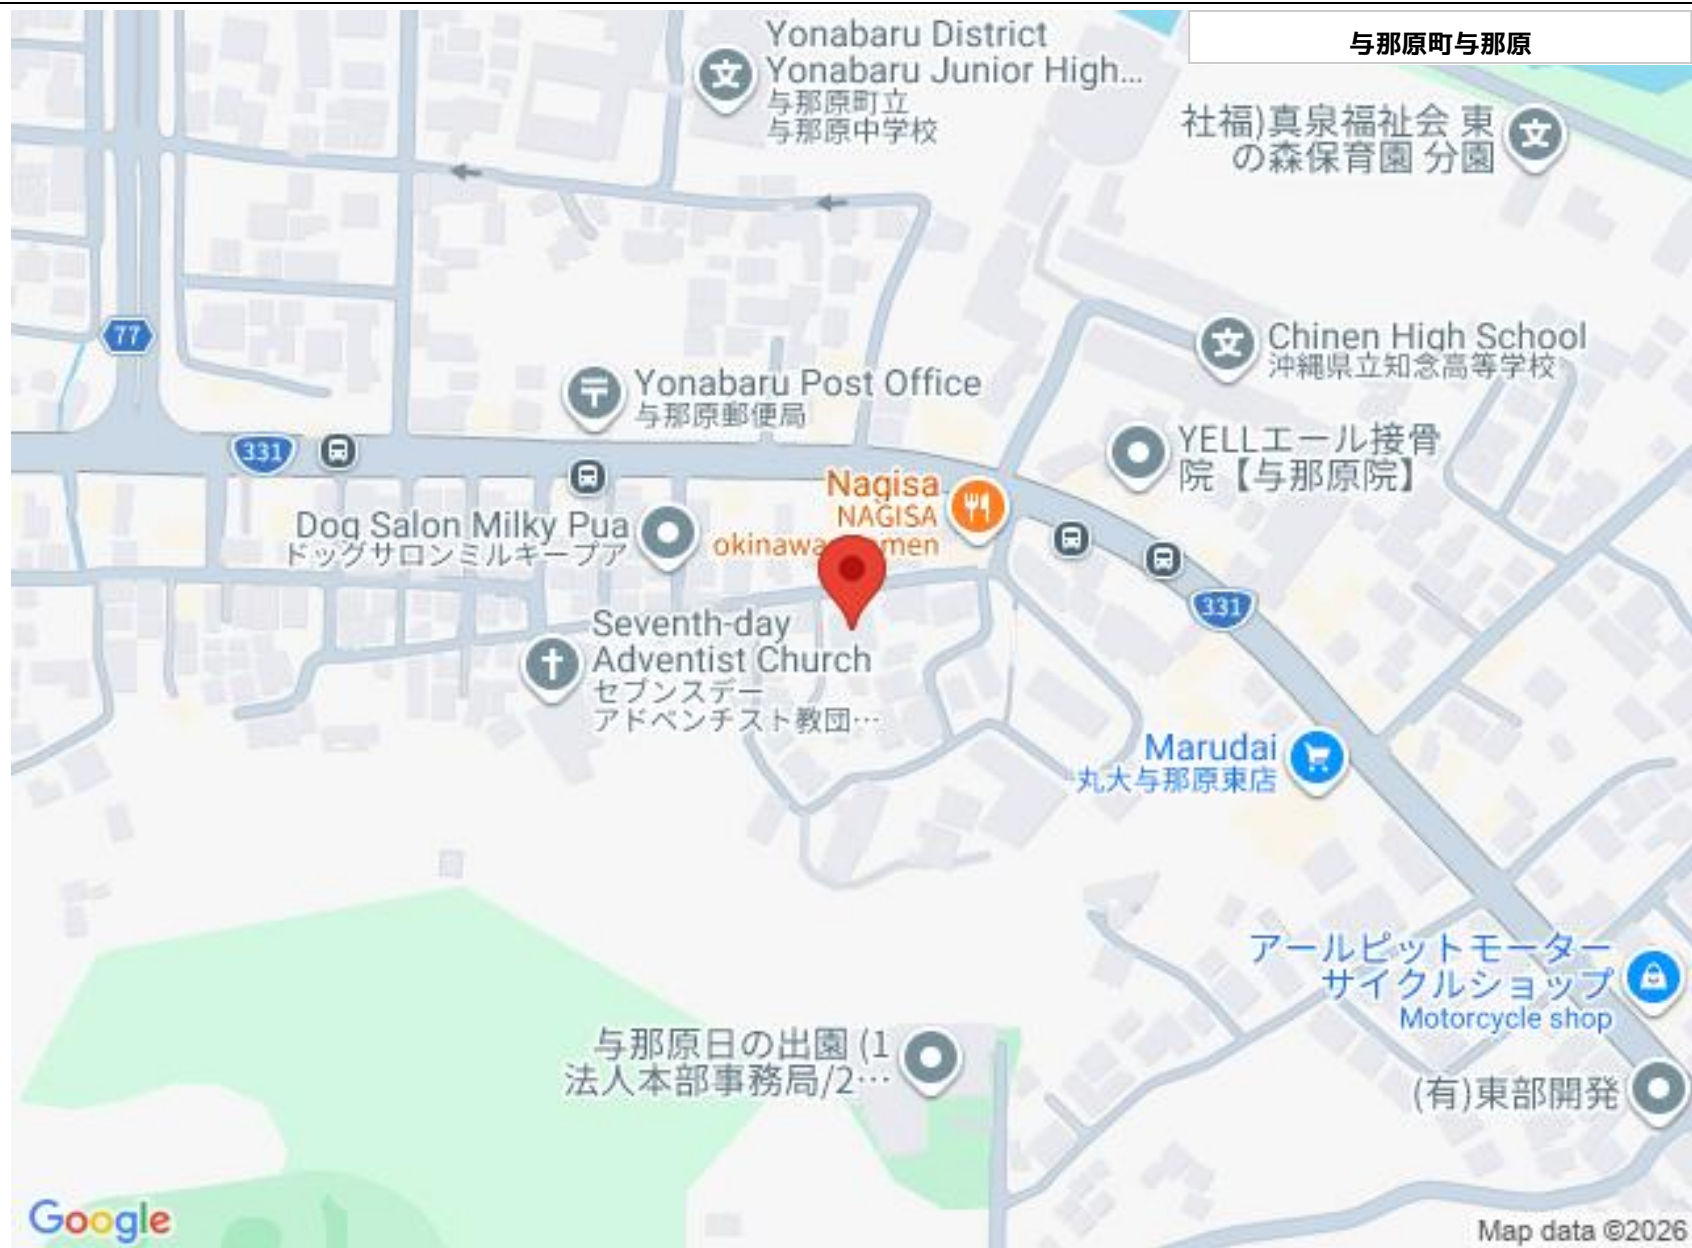 与那原町与那原
Yonabaru District
Yonabaru Junior High...
与那原町立
与那原中学校
社福)真泉福祉会 東
の森保育園 分園
77
Chinen High School
沖縄県立知念高等学校
Yonabaru Post Office
与那原郵便局
331
YELLエール接骨
院【与那原院】
Nagisa
NAGISA
okinawa men
Dog Salon Milky Pua
ドッグサロンミルキープア
331
Seventh-day
Adventist Church
セブンスデー
アドベンチスト教団…
Marudai
丸大与那原東店
アールピットモーター
サイクルショップ
Motorcycle shop
与那原日の出園 (1
法人本部事務局/2…
(有)東部開発
Google
Map data ©2026